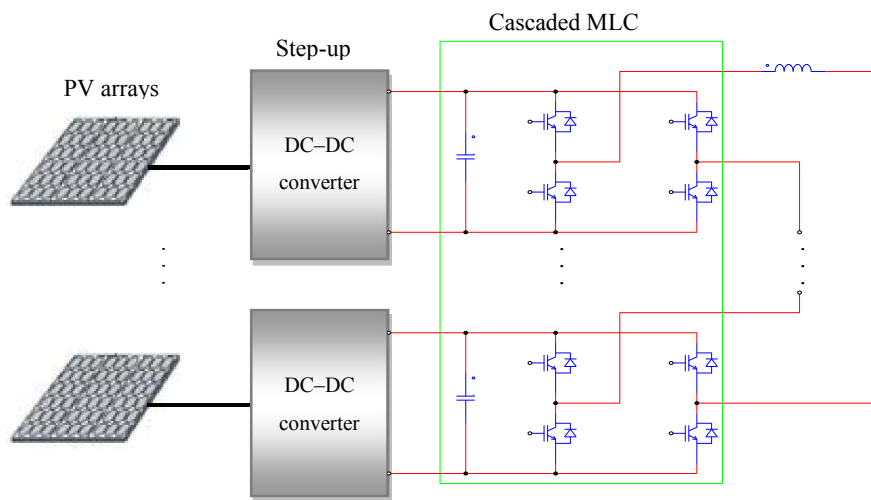 Cascaded MLC
Step-up
PV arrays
DC–DC
converter
DC–DC
converter